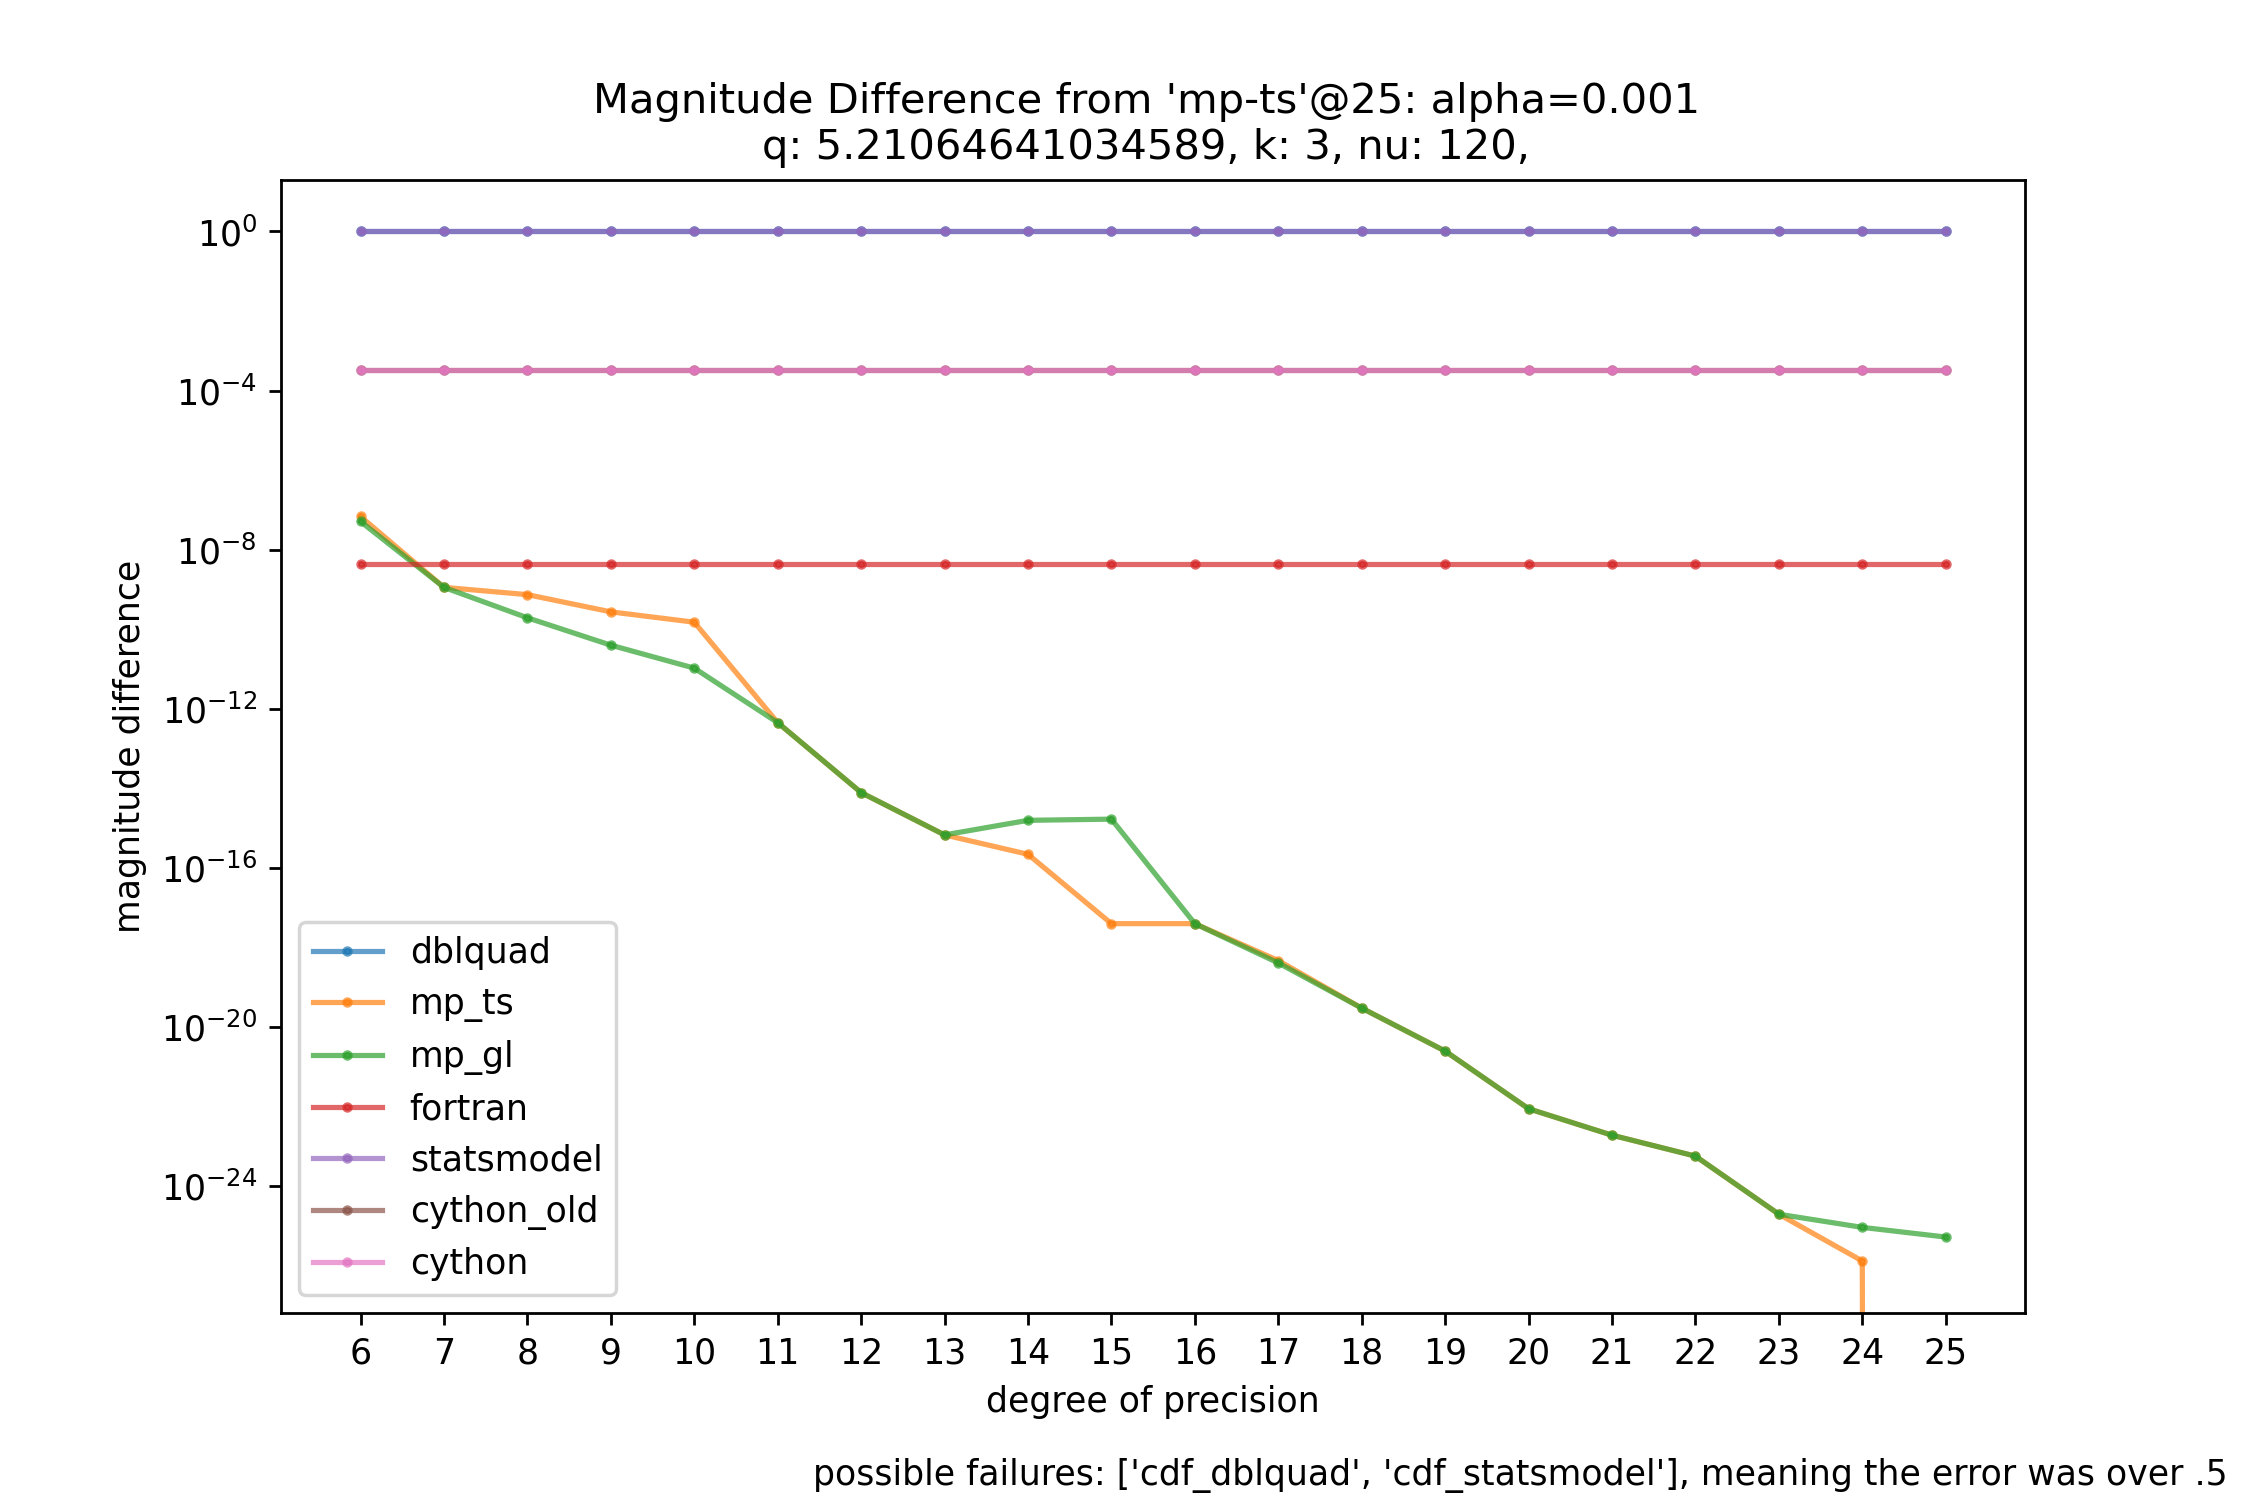 Magnitude Difference from 'mp-ts'@25: alpha=0.001
q: 5.21064641034589, k: 3, nu: 120,
magnitude difference
10⁰
10⁻⁴
10⁻⁸
10⁻¹²
10⁻¹⁶
10⁻²⁰
10⁻²⁴
dblquad
mp_ts
mp_gl
fortran
statsmodel
cython_old
cython
6 7 8 9 10 11 12 13 14 15 16 17 18 19 20 21 22 23 24 25
degree of precision
possible failures: ['cdf_dblquad', 'cdf_statsmodel'], meaning the error was over .5